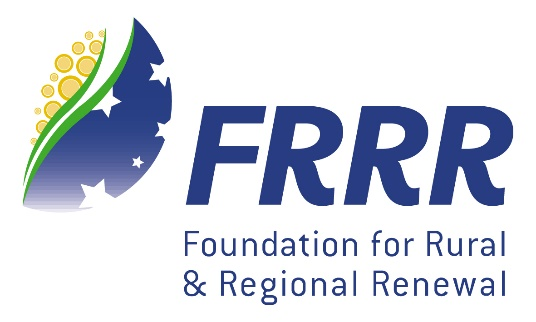 FRRR
Foundation for Rural
& Regional Renewal